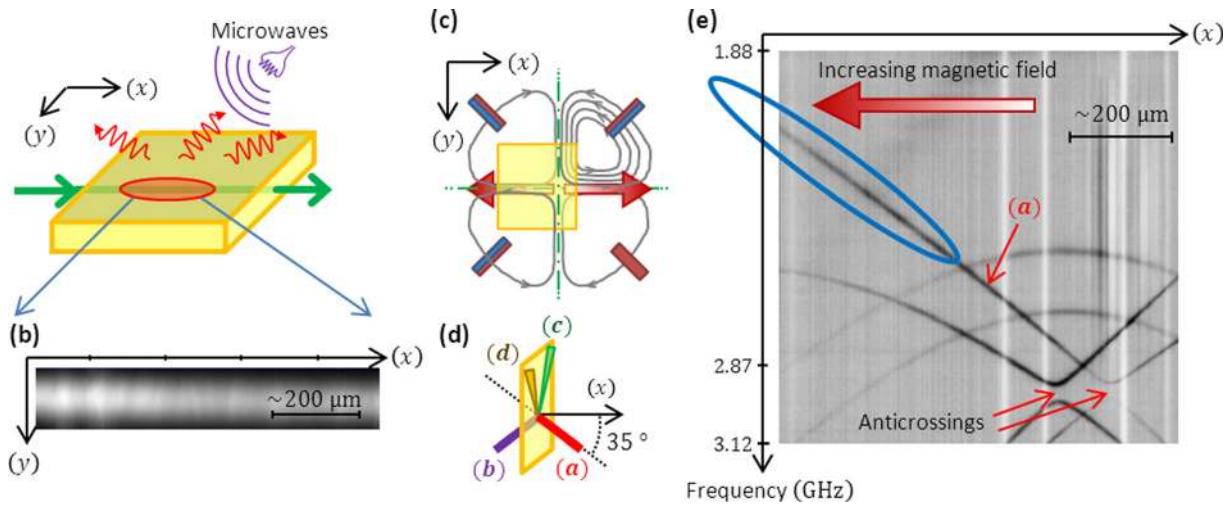 Microwaves
(x)
(y)
(b)
(x)
~200 μm
(y)
(c)
(x)
(y)
(d)
(c)
(d)
(x)
35 °
(b)
(a)
(e)
(x)
1.88
Increasing magnetic field
~200 μm
(a)
2.87
Anticrossings
3.12
Frequency (GHz)